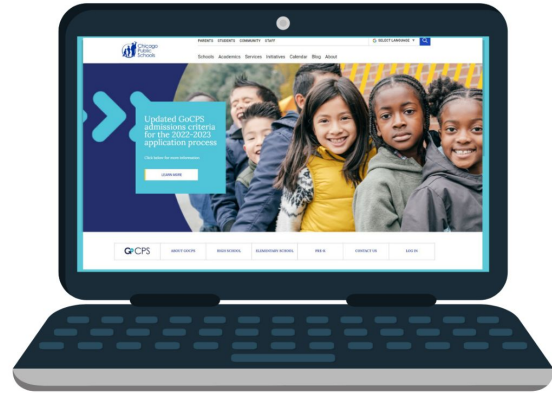 PARENTS STUDENTS COMMUNITY STAFF
SELECT LANGUAGE
Chicago
Public
Schools
Schools Academics Services Initiatives Calendar Blog About
Updated GoCPS
admissions criteria
for the 2022-2023
application process
Click below for more information
LEARN MORE
GoCPS
ABOUT GOCPS
HIGH SCHOOL
ELEMENTARY SCHOOL
PRE-K
CONTACT US
LOG IN